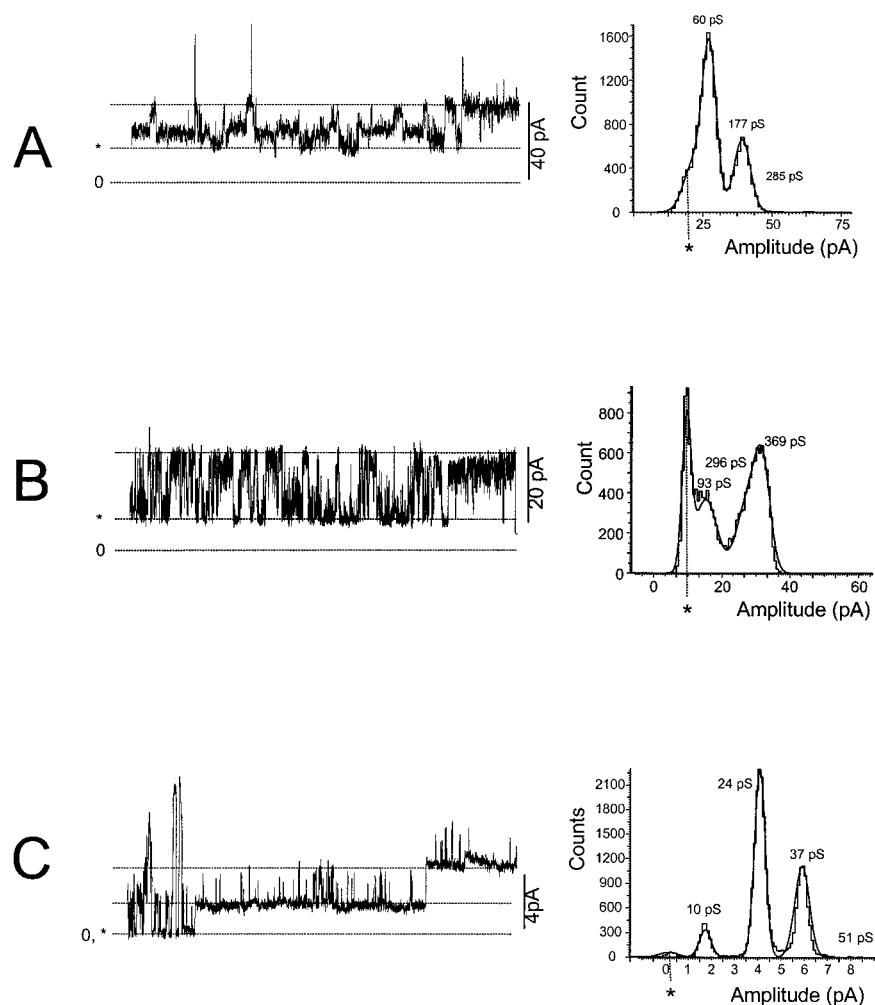 A
*
0
40 pA
Count
1600
1200
800
400
0
60 pS
177 pS
285 pS
25
50
75
*
Amplitude (pA)
B
*
0
20 pA
Count
800
600
400
200
0
296 pS
93 pS
369 pS
0
20
40
60
*
Amplitude (pA)
C
0, *
4pA
Counts
2100
1800
1500
1200
900
600
300
0
24 pS
37 pS
10 pS
51 pS
0 1 2 3 4 5 6 7 8
*
Amplitude (pA)